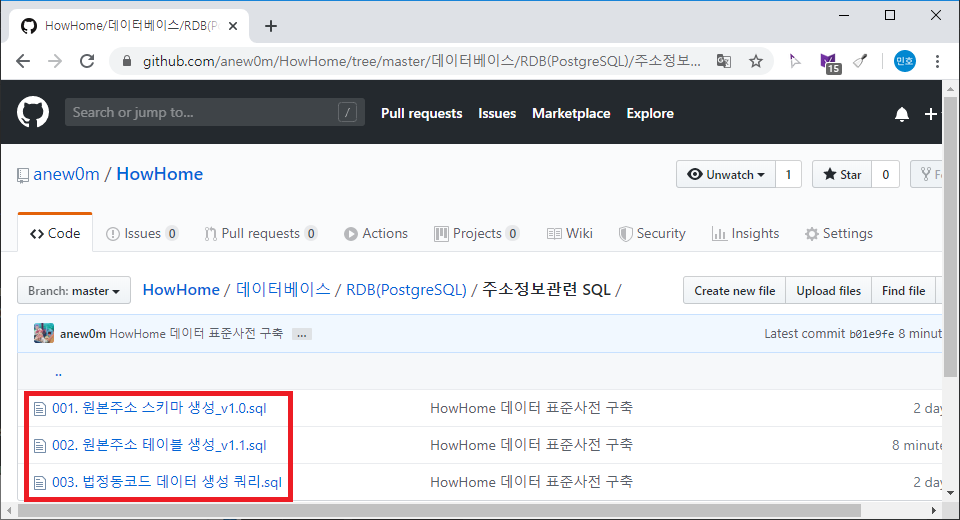 HowHome/데이터베이스/RDB(P
github.com/anew0m/HowHome/tree/master/데이터베이스/RDB(PostgreSQL)/주소정보...
15
민호
Search or jump to...
/
Pull requests
Issues
Marketplace
Explore
anew0m / HowHome
Unwatch
1
Star
0
Fo
Code
Issues 0
Pull requests 0
Actions
Projects 0
Wiki
Security
Insights
Settings
Branch: master
HowHome / 데이터베이스 / RDB(PostgreSQL) / 주소정보관련 SQL /
Create new file
Upload files
Find file
anew0m HowHome 데이터 표준사전 구축 ...
Latest commit b01e9fe 8 minut
..
001. 원본주소 스키마 생성_v1.0.sql
HowHome 데이터 표준사전 구축
2 day
002. 원본주소 테이블 생성_v1.1.sql
HowHome 데이터 표준사전 구축
8 minute
003. 법정동코드 데이터 생성 쿼리.sql
HowHome 데이터 표준사전 구축
2 day